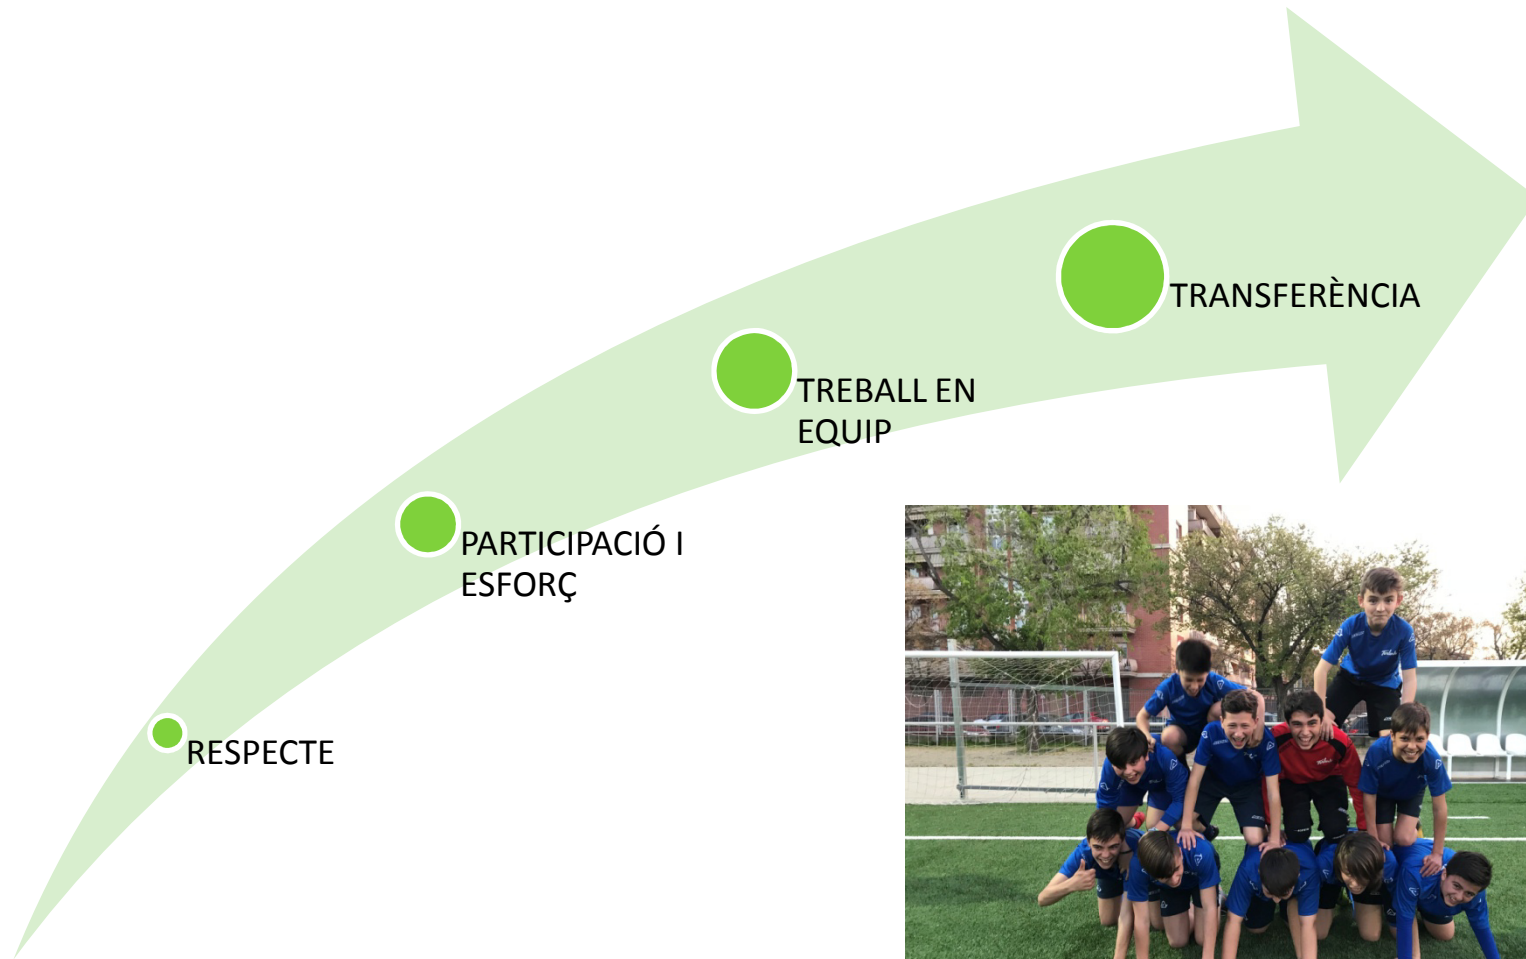 TRANSFERÈNCIA
TREBALL EN
EQUIP
PARTICIPACIÓ I
ESFORÇ
RESPECTE